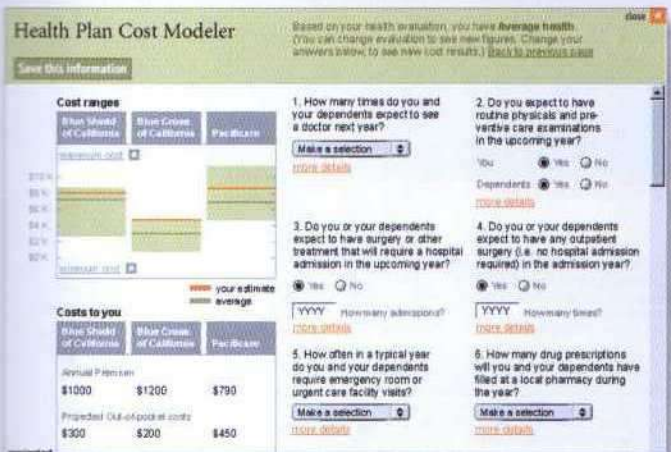 Health Plan Cost Modeler
Save this information
Based on your health evaluation, you have Average health.
(You can change evaluation to see new figures. Change your
answers below, to see new cost results.) Back to previous page
close
Cost ranges
Blue Shield of California
Blue Cross of California
Pacificare
maximum cost
$10 K
$8 K
$6 K
$4 K
$2 K
$0 K
minimum cost
your estimate
average
Costs to you
Blue Shield of California
Blue Cross of California
Pacificare
Annual Premium
$1000 $1200 $790
Projected Out-of-pocket costs
$300 $200 $450
1. How many times do you and
your dependents expect to see
a doctor next year?
Make a selection
more details
2. Do you expect to have
routine physicals and pre-
ventive care examinations
in the upcoming year?
You Yes No
Dependents Yes No
more details
3. Do you or your dependents
expect to have surgery or other
treatment that will require a hospital
admission in the upcoming year?
Yes No
YYYY How many admissions?
more details
4. Do you or your dependents
expect to have any outpatient
surgery (i.e. no hospital admission
required) in the admission year?
Yes No
YYYY How many times?
more details
5. How often in a typical year
do you and your dependents
require emergency room or
urgent care facility visits?
Make a selection
more details
6. How many drug prescriptions
will you and your dependents have
filled at a local pharmacy during
the year?
Make a selection
more details